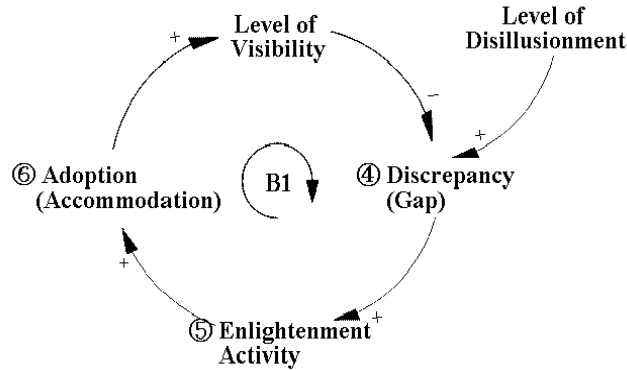 Level of
Visibility
Level of
Disillusionment
+
−
+
⑥ Adoption
(Accommodation)
B1
④ Discrepancy
(Gap)
+
+
⑤ Enlightenment
Activity